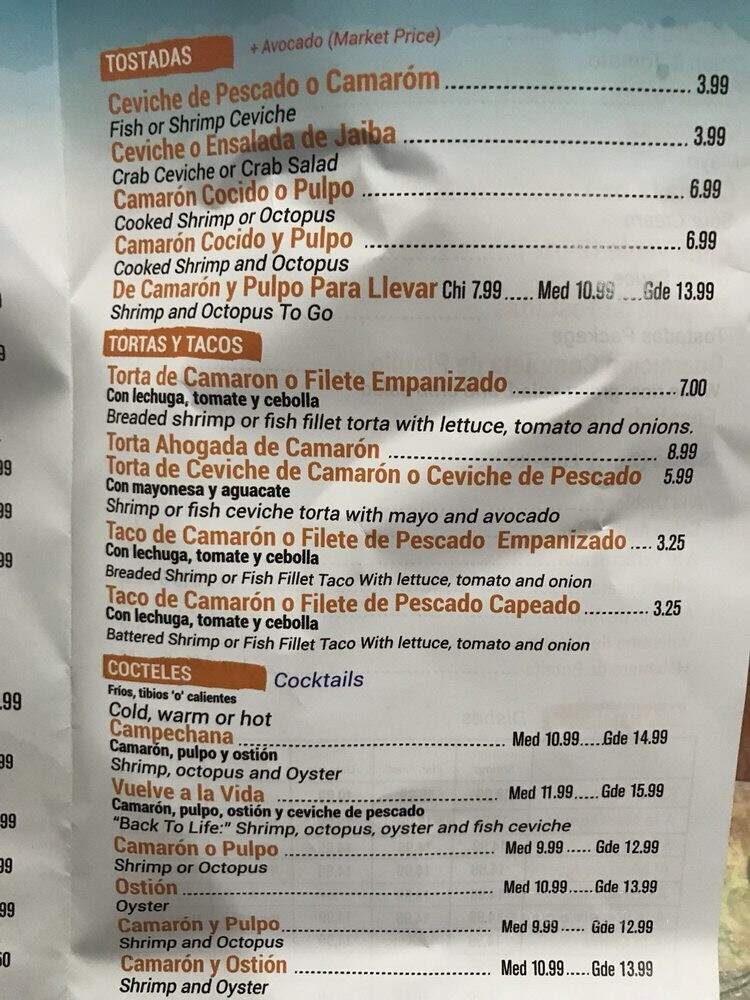 TOSTADAS + Avocado (Market Price)
Ceviche de Pescado o Camaróm ........ 3.99
Fish or Shrimp Ceviche
Ceviche o Ensalada de Jaiba ........ 3.99
Crab Ceviche or Crab Salad
Camarón Cocido o Pulpo ........ 6.99
Cooked Shrimp or Octopus
Camarón Cocido y Pulpo ........ 6.99
Cooked Shrimp and Octopus
De Camarón y Pulpo Para Llevar Chi 7.99..... Med 10.99 ...Gde 13.99
Shrimp and Octopus To Go
TORTAS Y TACOS
Torta de Camaron o Filete Empanizado ........ 7.00
Con lechuga, tomate y cebolla
Breaded shrimp or fish fillet torta with lettuce, tomato and onions.
Torta Ahogada de Camarón ........ 8.99
Torta de Ceviche de Camarón o Ceviche de Pescado 5.99
Con mayonesa y aguacate
Shrimp or fish ceviche torta with mayo and avocado
Taco de Camarón o Filete de Pescado Empanizado .... 3.25
Con lechuga, tomate y cebolla
Breaded Shrimp or Fish Fillet Taco With lettuce, tomato and onion
Taco de Camarón o Filete de Pescado Capeado ........ 3.25
Con lechuga, tomate y cebolla
Battered Shrimp or Fish Fillet Taco With lettuce, tomato and onion
COCTELES Cocktails
Fríos, tibios 'o' calientes
Cold, warm or hot
Campechana ........ Med 10.99.....Gde 14.99
Camarón, pulpo y ostión
Shrimp, octopus and Oyster
Vuelve a la Vida ........ Med 11.99..... Gde 15.99
Camarón, pulpo, ostión y ceviche de pescado
"Back To Life:" Shrimp, octopus, oyster and fish ceviche
Camarón o Pulpo ........ Med 9.99 ..... Gde 12.99
Shrimp or Octopus
Ostión ........ Med 10.99.....Gde 13.99
Oyster
Camarón y Pulpo ........ Med 9.99 ..... Gde 12.99
Shrimp and Octopus
Camarón y Ostión ........ Med 10.99.....Gde 13.99
Shrimp and Oyster